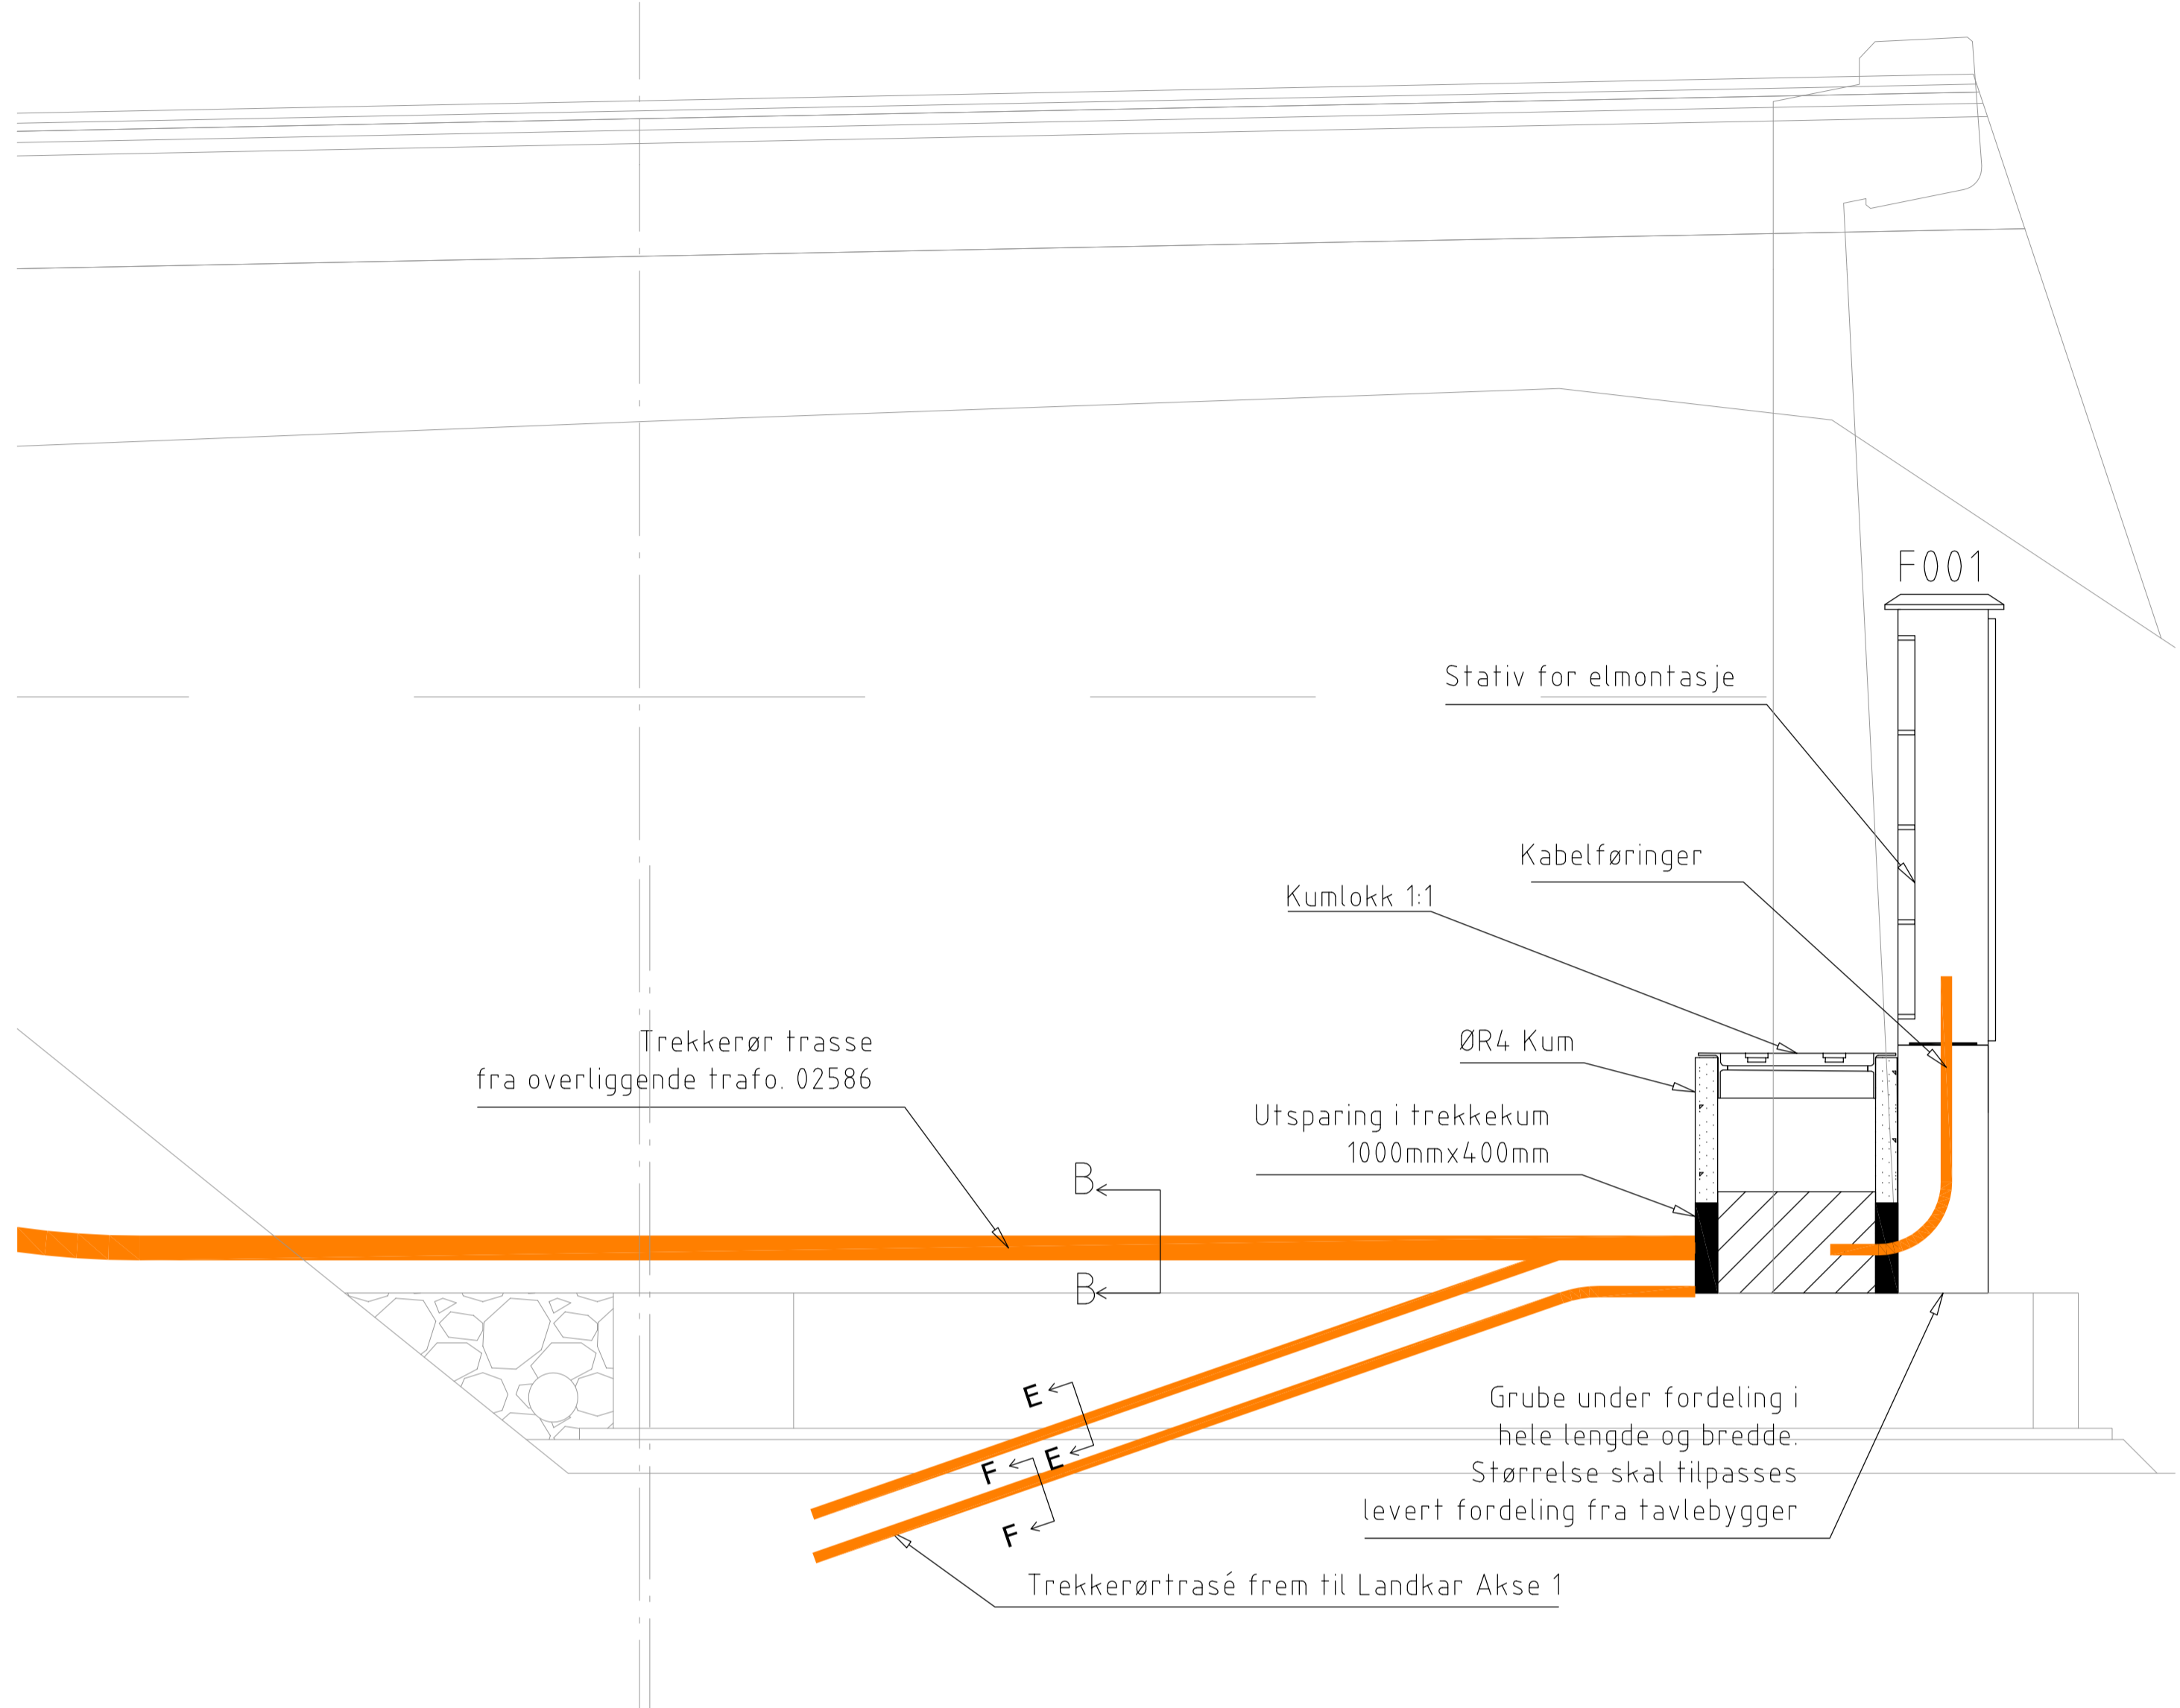 F001
Stativ for elmontasje
Kabelføringer
Kumlokk 1:1
Trekkerør trasse
fra overliggende trafo. 02586
ØR4 Kum
Utsparing i trekkekum
1000mmx400mm
B
B
E
E
F
F
Grube under fordeling i
hele lengde og bredde.
Størrelse skal tilpasses
levert fordeling fra tavlebygger
Trekkerørtrasé frem til Landkar Akse 1